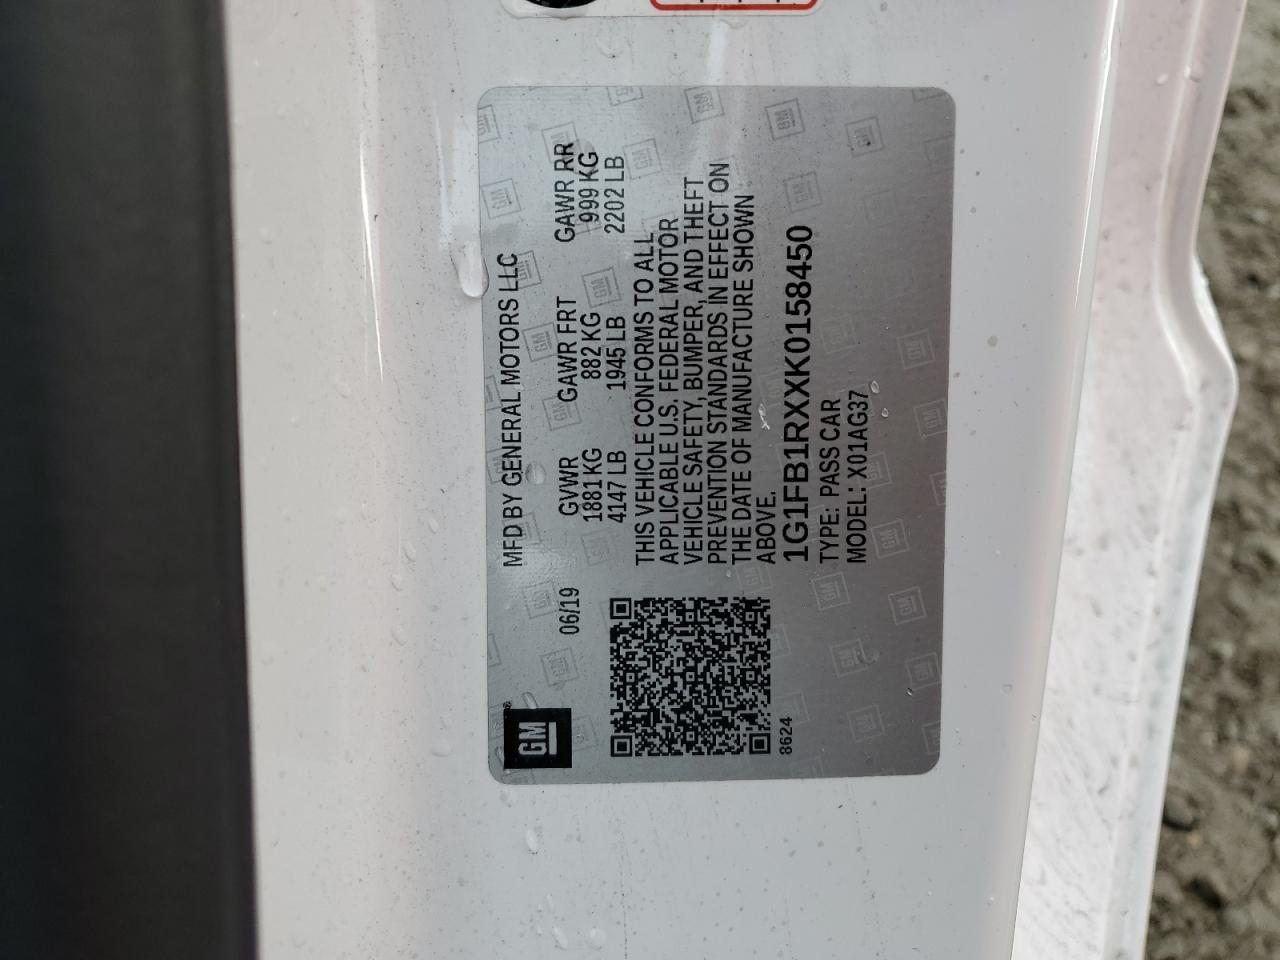 MFD BY GENERAL MOTORS LLC
GM®
06/19
GVWR GAWR FRT GAWR RR
1881 KG 882 KG 999 KG
4147 LB 1945 LB 2202 LB
THIS VEHICLE CONFORMS TO ALL
APPLICABLE U.S. FEDERAL MOTOR
VEHICLE SAFETY, BUMPER, AND THEFT
PREVENTION STANDARDS IN EFFECT ON
THE DATE OF MANUFACTURE SHOWN
ABOVE.
1G1FB1RXXK0158450
TYPE: PASS CAR
MODEL: X01AG37
8624